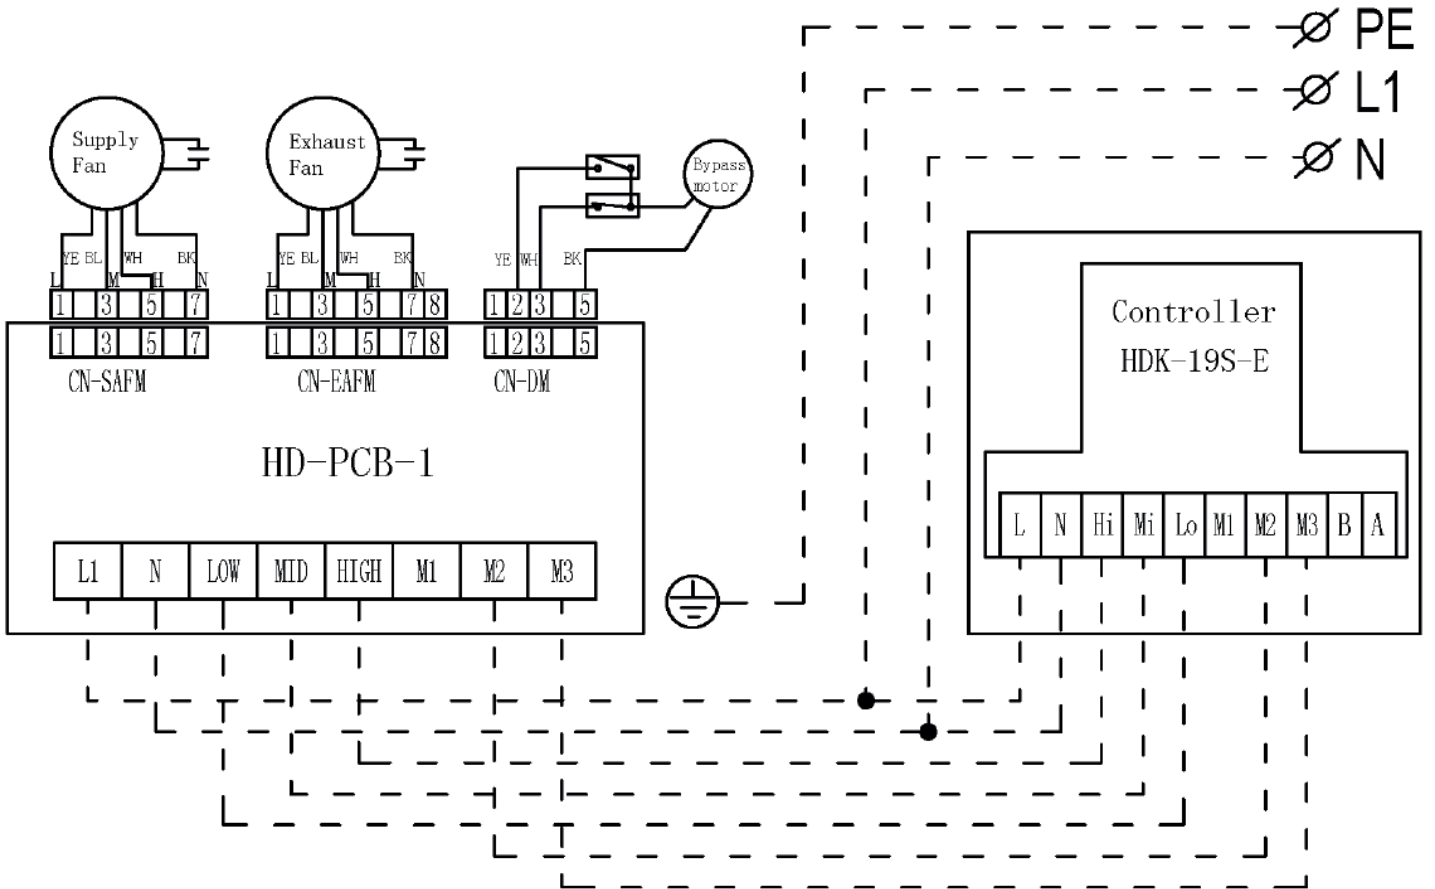 PE
L1
N
Supply
Fan
Exhaust
Fan
Bypass
motor
YE BL WH BK
L M H N
YE BL WH BK
L M H N
YE WH BK
1 3 5 7
1 3 5 7 8
1 2 3 5
1 3 5 7
1 3 5 7 8
1 2 3 5
CN-SAFM
CN-EAFM
CN-DM
HD-PCB-1
L1 N LOW MID HIGH M1 M2 M3
Controller
HDK-19S-E
L N Hi Mi Lo M1 M2 M3 B A